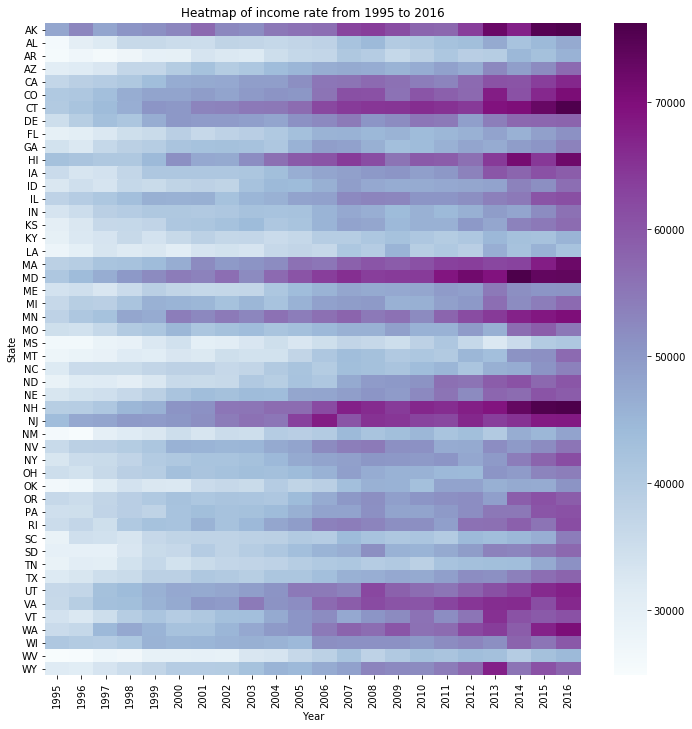 Heatmap of income rate from 1995 to 2016
AK
AL
AR
AZ
CA
CO
CT
DE
FL
GA
HI
IA
ID
IL
IN
KS
KY
LA
MA
MD
ME
MI
MN
MO
MS
MT
NC
ND
NE
NH
NJ
NM
NV
NY
OH
OK
OR
PA
RI
SC
SD
TN
TX
UT
VA
VT
WA
WI
WV
WY
State
1995 1996 1997 1998 1999 2000 2001 2002 2003 2004 2005 2006 2007 2008 2009 2010 2011 2012 2013 2014 2015 2016
Year
70000
60000
50000
40000
30000